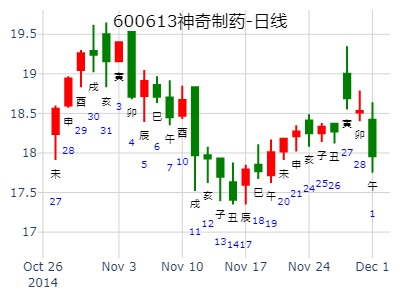 600613神奇制药-日线
19.5
19
18.5
18
17.5
17
未
27
申
28
酉
29
戌
30
亥
31
寅
3
卯
4
辰
5
巳
6
午
7
酉
10
戌
11
亥
12
子
13
丑
14
辰
17
巳
18
午
19
未
20
申
21
亥
24
子
25
丑
26
寅
27
卯
28
午
1
Oct 26
2014
Nov 3
Nov 10
Nov 17
Nov 24
Dec 1